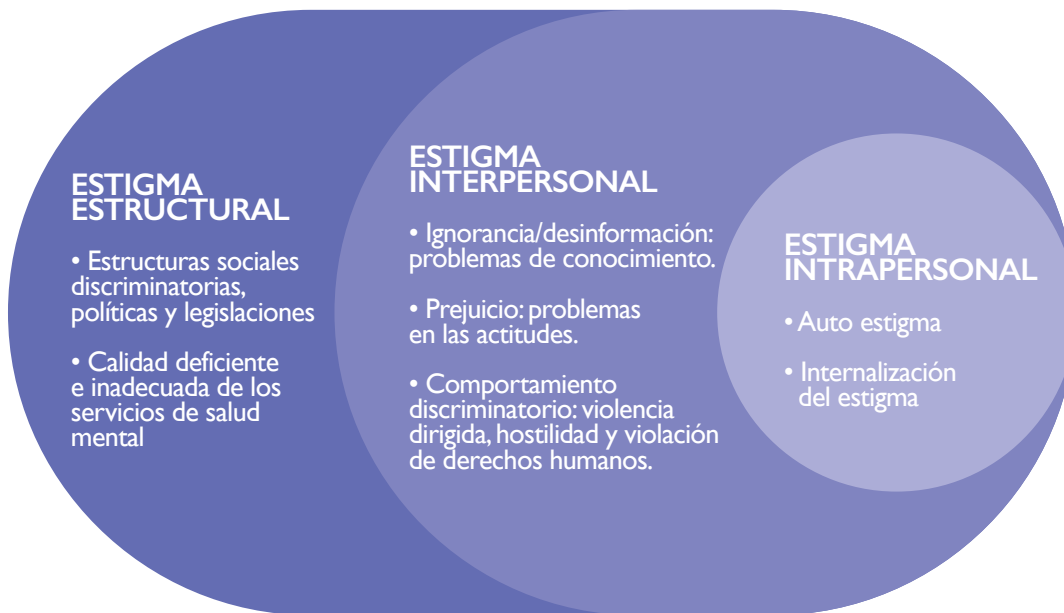 ESTIGMA
ESTRUCTURAL
• Estructuras sociales
discriminatorias,
políticas y legislaciones
• Calidad deficiente
e inadecuada de los
servicios de salud
mental
ESTIGMA
INTERPERSONAL
• Ignorancia/desinformación:
problemas de conocimiento.
• Prejuicio: problemas
en las actitudes.
• Comportamiento
discriminatorio: violencia
dirigida, hostilidad y violación
de derechos humanos.
ESTIGMA
INTRAPERSONAL
• Auto estigma
• Internalización
del estigma